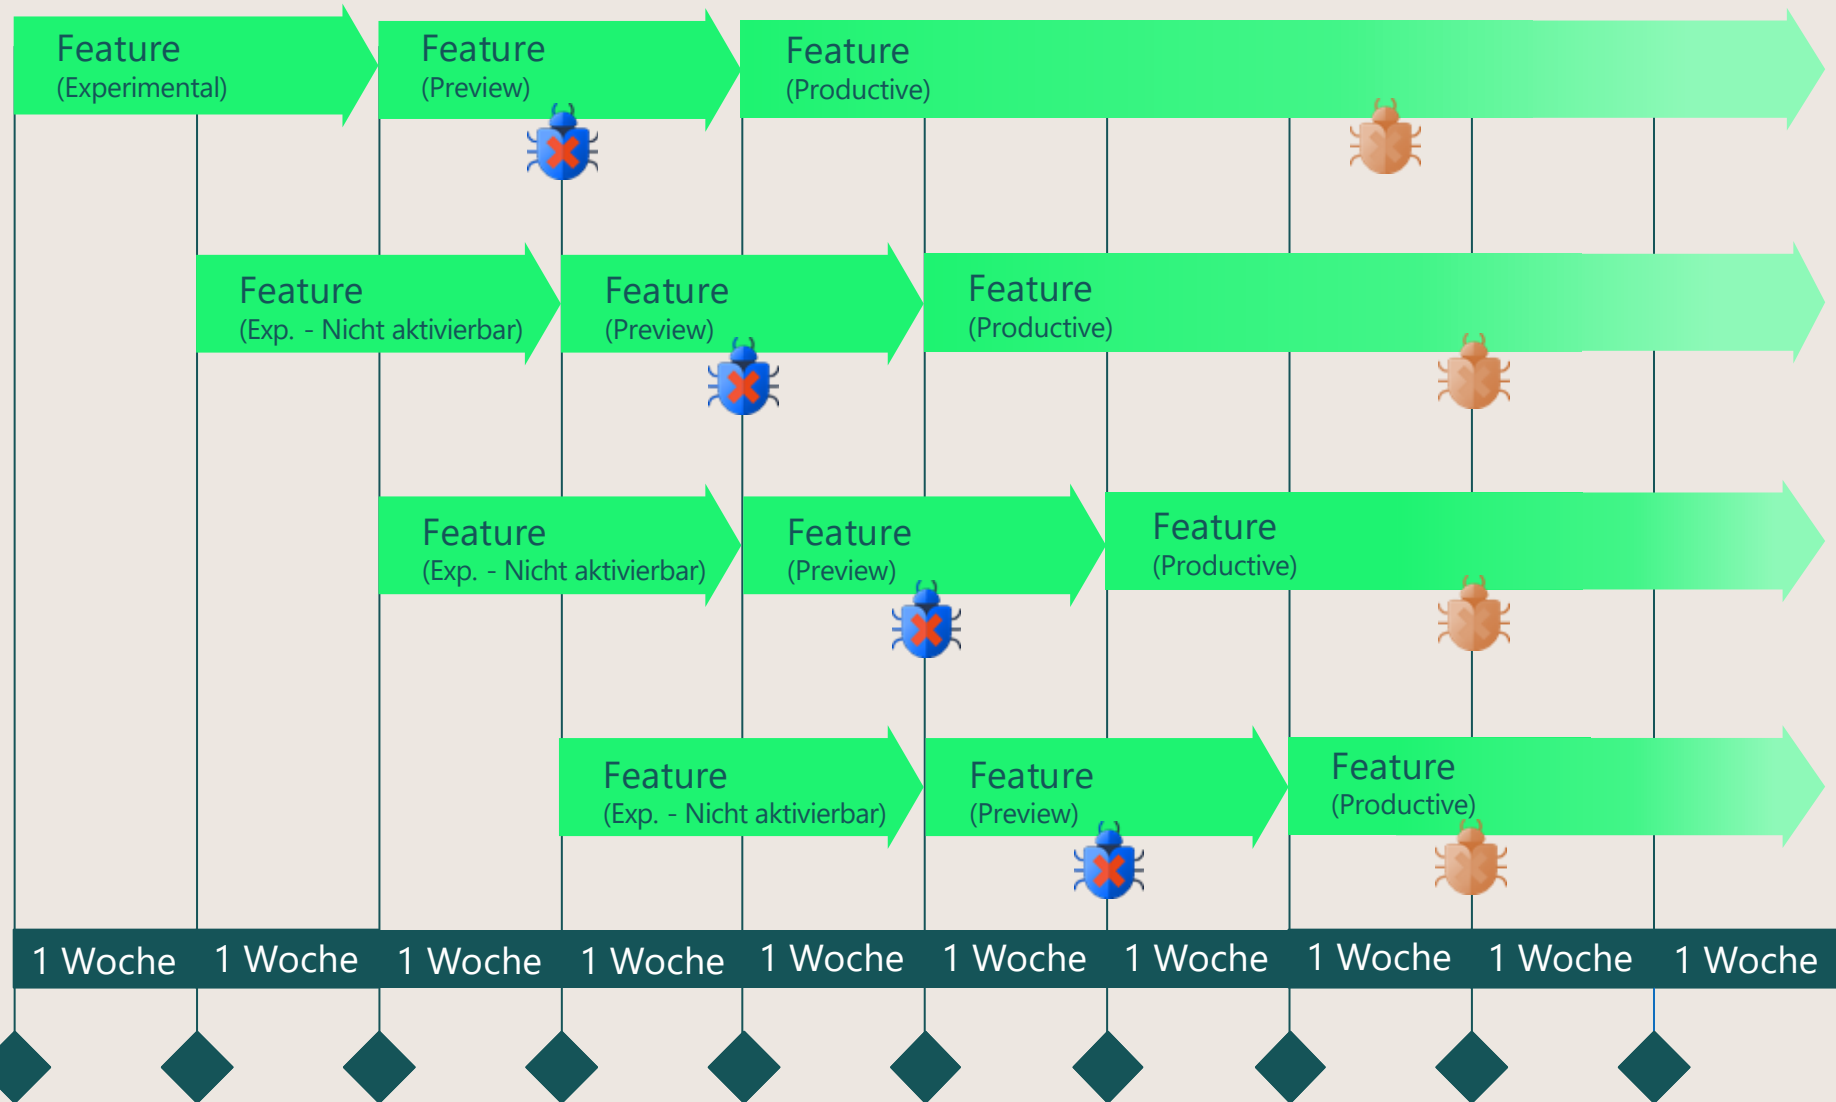 Feature
(Experimental)
Feature
(Preview)
Feature
(Productive)
Feature
(Exp. - Nicht aktivierbar)
Feature
(Preview)
Feature
(Productive)
Feature
(Exp. - Nicht aktivierbar)
Feature
(Preview)
Feature
(Productive)
Feature
(Exp. - Nicht aktivierbar)
Feature
(Preview)
Feature
(Productive)
1 Woche
1 Woche
1 Woche
1 Woche
1 Woche
1 Woche
1 Woche
1 Woche
1 Woche
1 Woche